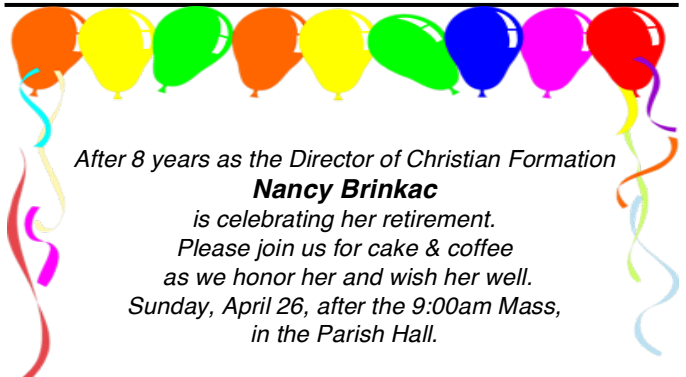 After 8 years as the Director of Christian Formation
Nancy Brinkac
is celebrating her retirement.
Please join us for cake & coffee
as we honor her and wish her well.
Sunday, April 26, after the 9:00am Mass,
in the Parish Hall.